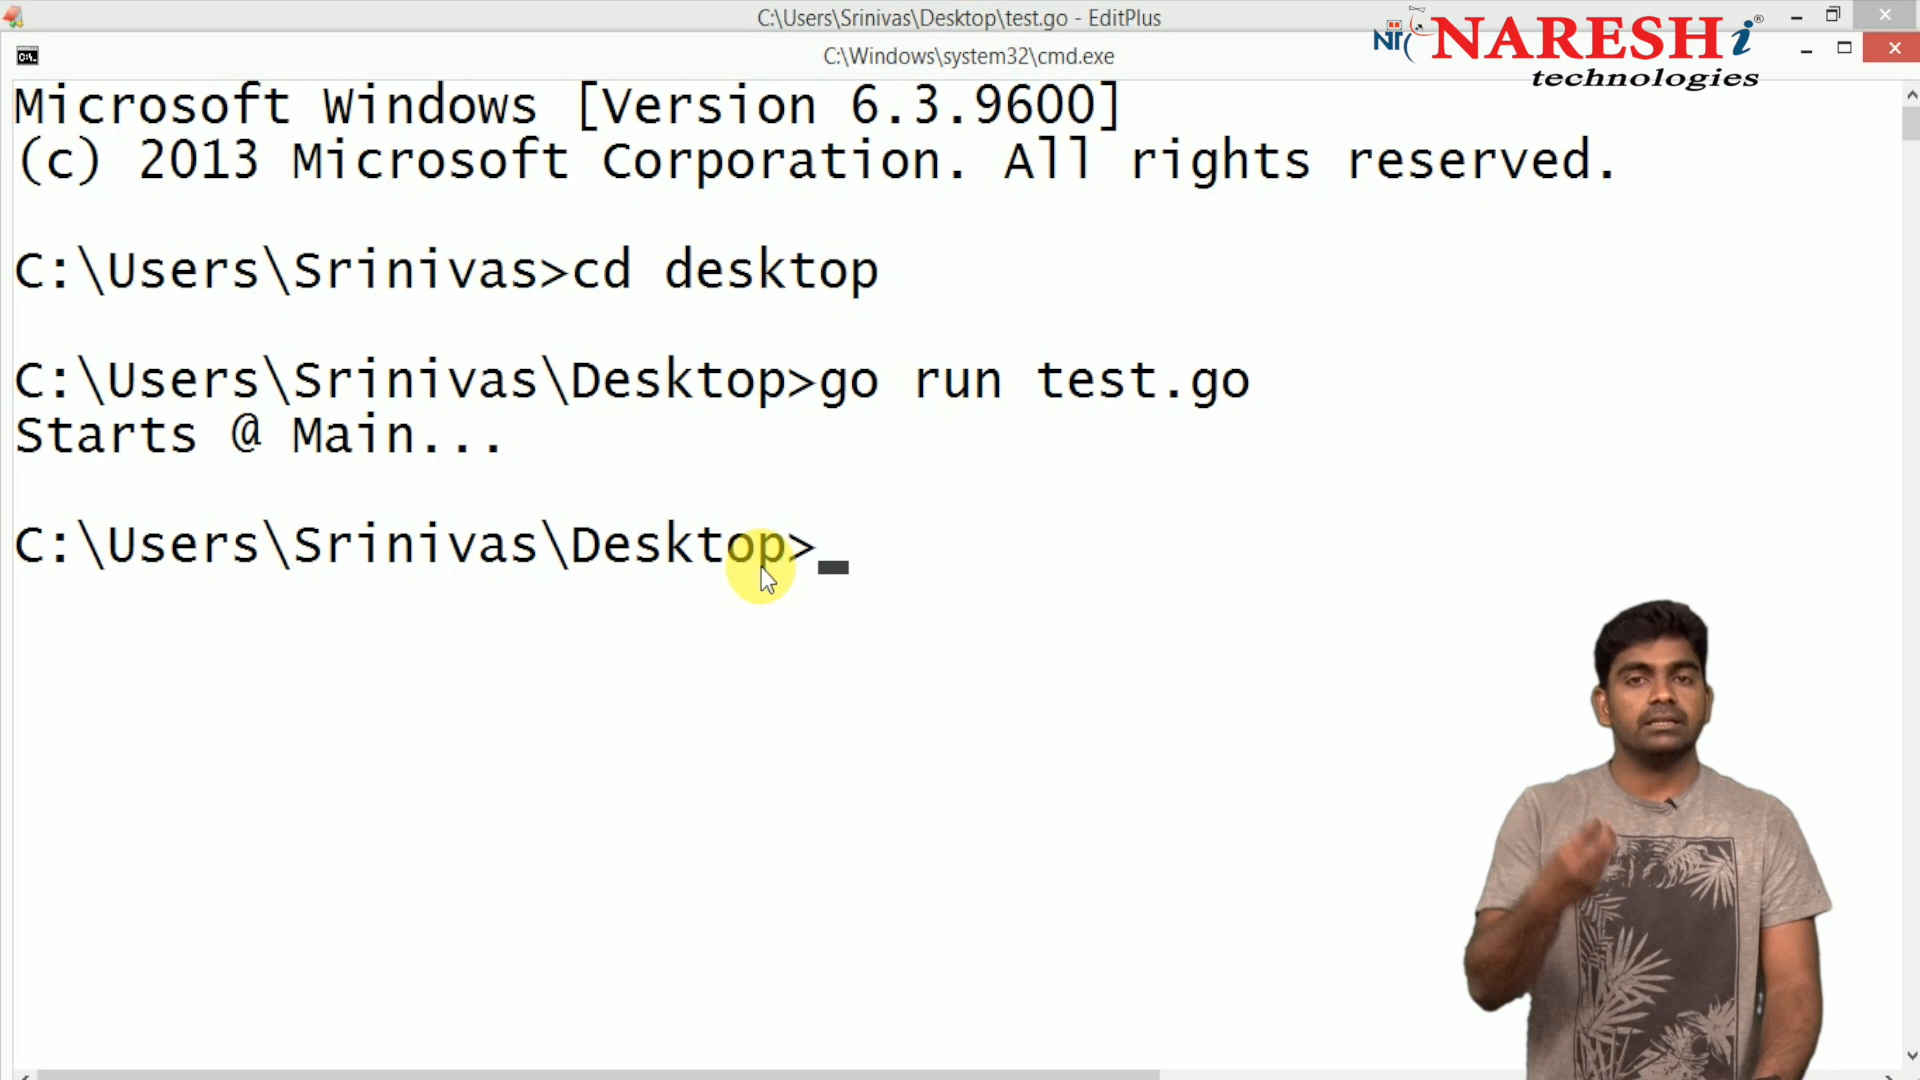 C:\Users\Srinivas\Desktop\test.go - EditPlus
C:\Windows\system32\cmd.exe
NT NARESH i ®
technologies
Microsoft Windows [Version 6.3.9600]
(c) 2013 Microsoft Corporation. All rights reserved.
C:\Users\Srinivas>cd desktop
C:\Users\Srinivas\Desktop>go run test.go
Starts @ Main...
C:\Users\Srinivas\Desktop>